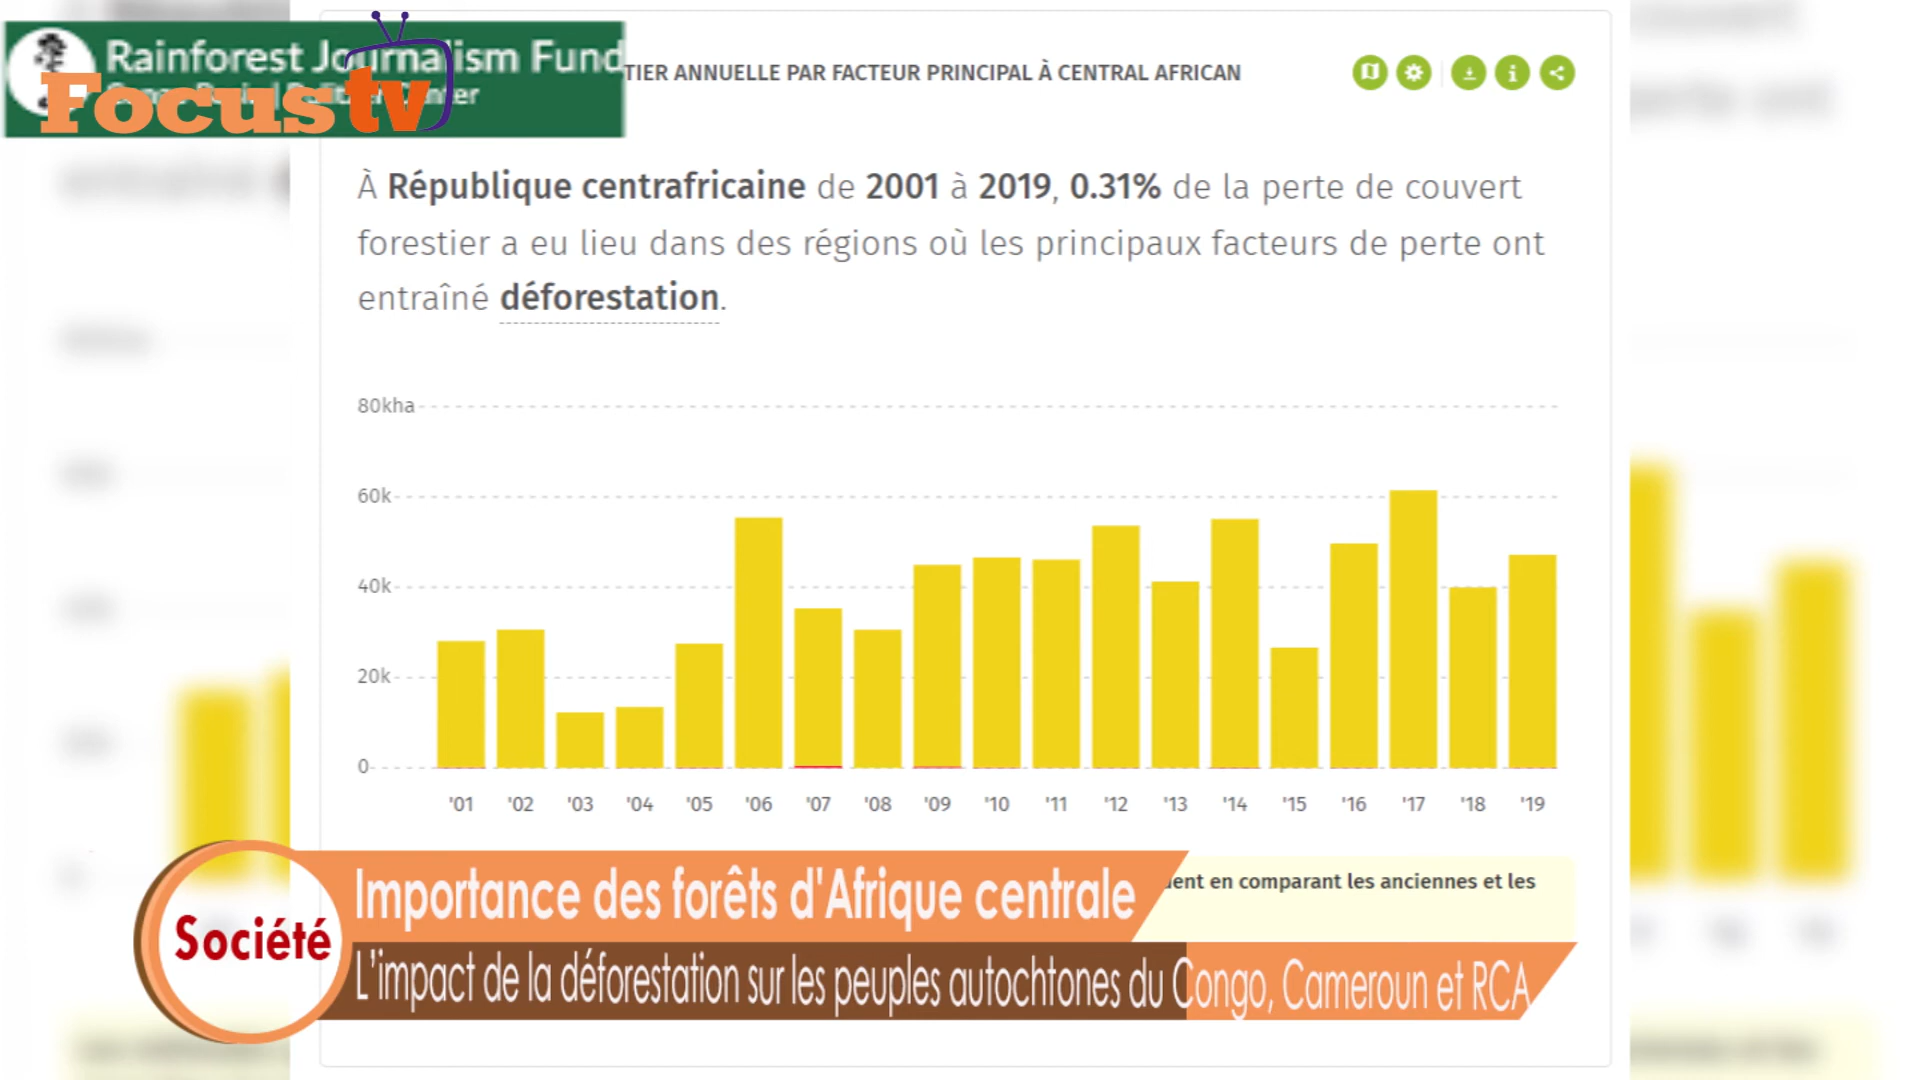 Rainforest Journalism Fund
Focus tv
TIER ANNUELLE PAR FACTEUR PRINCIPAL À CENTRAL AFRICAN
À République centrafricaine de 2001 à 2019, 0.31% de la perte de couvert
forestier a eu lieu dans des régions où les principaux facteurs de perte ont
entraîné déforestation.
80kha
60k
40k
20k
0
'01 '02 '03 '04 '05 '06 '07 '08 '09 '10 '11 '12 '13 '14 '15 '16 '17 '18 '19
en comparant les anciennes et les
Société
Importance des forêts d'Afrique centrale
L'impact de la déforestation sur les peuples autochtones du Congo, Cameroun et RCA